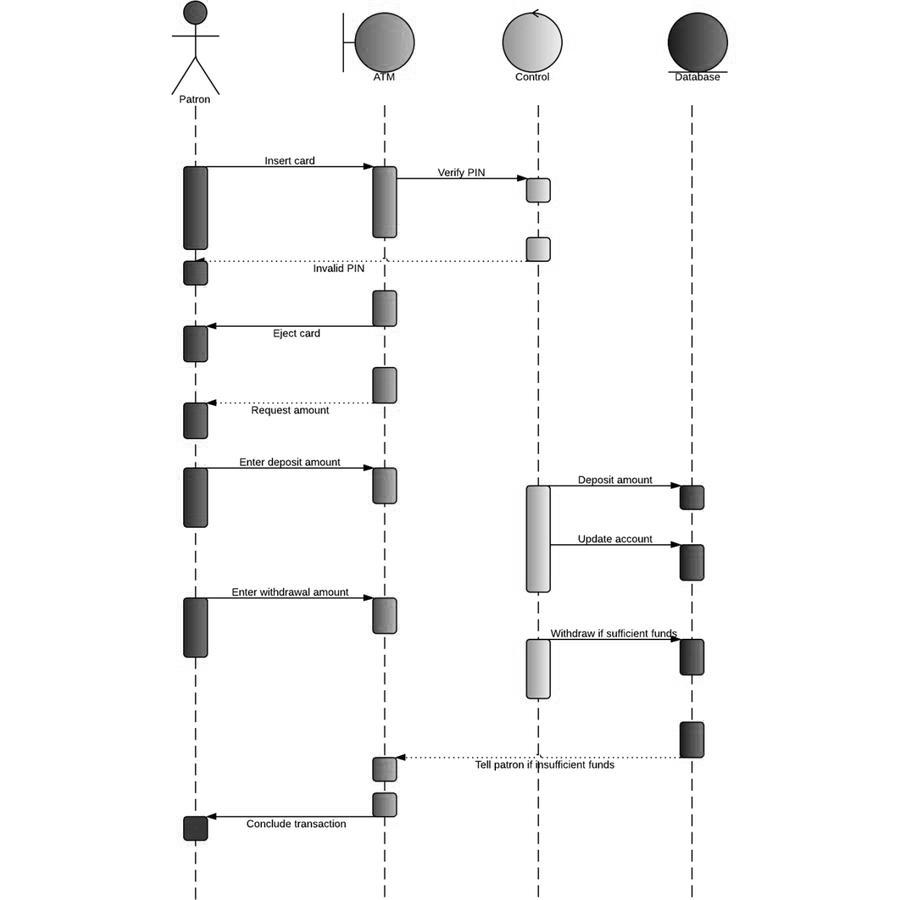 Patron
ATM
Control
Database
Insert card
Verify PIN
Invalid PIN
Eject card
Request amount
Enter deposit amount
Deposit amount
Update account
Enter withdrawal amount
Withdraw if sufficient funds
Tell patron if insufficient funds
Conclude transaction